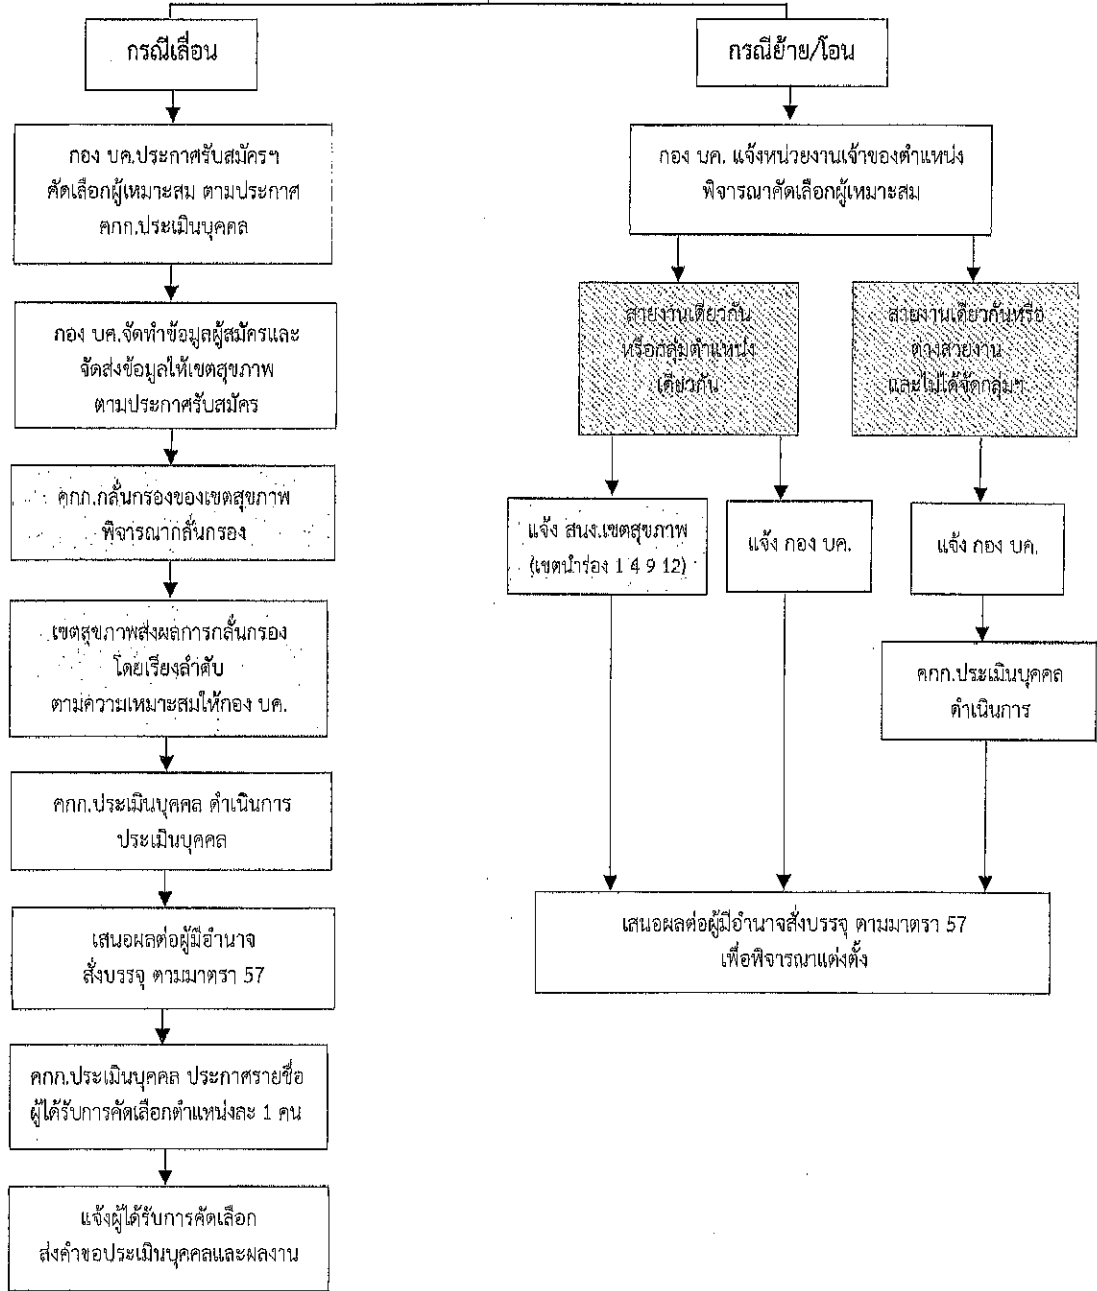 กรณีเลื่อน
กอง บค.ประกาศรับสมัครฯ
คัดเลือกผู้เหมาะสม ตามประกาศ
คกก.ประเมินบุคคล
กอง บค.จัดทำข้อมูลผู้สมัครและ
จัดส่งข้อมูลให้เขตสุขภาพ
ตามประกาศรับสมัคร
คกก.กลั่นกรองของเขตสุขภาพ
พิจารณากลั่นกรอง
เขตสุขภาพส่งผลการกลั่นกรอง
โดยเรียงลำดับ
ตามความเหมาะสมให้กอง บค.
คกก.ประเมินบุคคล ดำเนินการ
ประเมินบุคคล
เสนอผลต่อผู้มีอำนาจ
สั่งบรรจุ ตามมาตรา 57
คกก.ประเมินบุคคล ประกาศรายชื่อ
ผู้ได้รับการคัดเลือกตำแหน่งละ 1 คน
แจ้งผู้ได้รับการคัดเลือก
ส่งคำขอประเมินบุคคลและผลงาน
กรณีย้าย/โอน
กอง บค. แจ้งหน่วยงานเจ้าของตำแหน่ง
พิจารณาคัดเลือกผู้เหมาะสม
สายงานเดียวกัน
หรือกลุ่มตำแหน่ง
เดียวกัน
สายงานเดียวกันหรือ
ต่างสายงาน
และไม่ได้จัดกลุ่มฯ
แจ้ง สนง.เขตสุขภาพ
(เขตนำร่อง 1 4 9 12)
แจ้ง กอง บค.
แจ้ง กอง บค.
คกก.ประเมินบุคคล
ดำเนินการ
เสนอผลต่อผู้มีอำนาจสั่งบรรจุ ตามมาตรา 57
เพื่อพิจารณาแต่งตั้ง